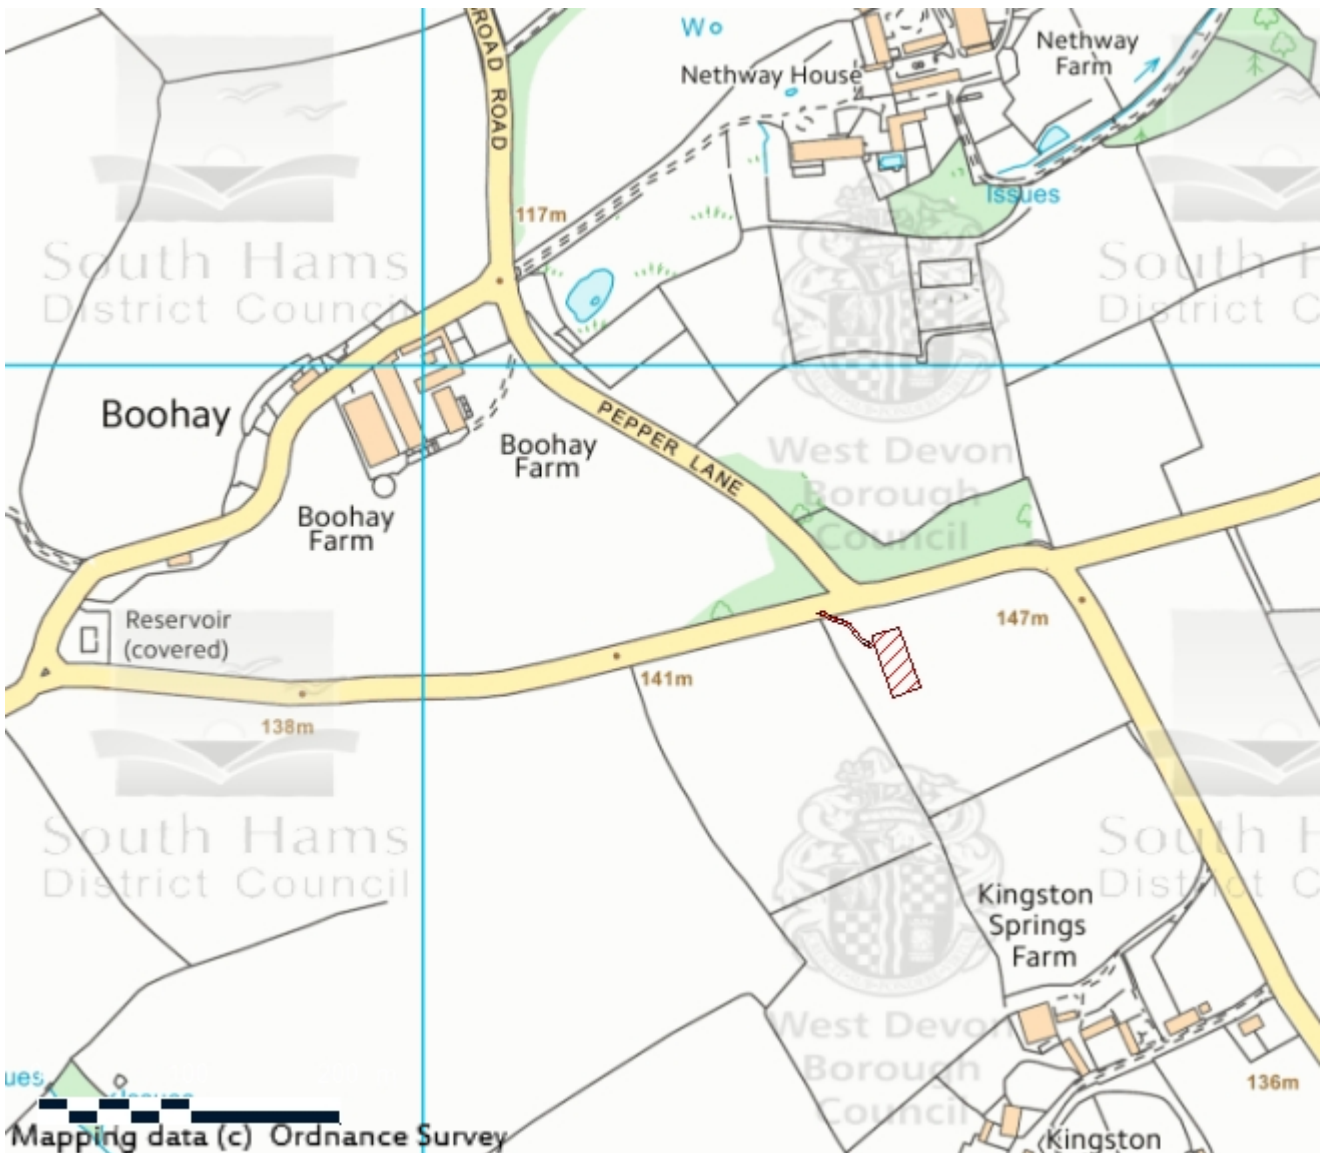 ROAD ROAD
W
Nethway House
Nethway
Farm
Issues
117m
South Hams
District Council
South H
District C
West Devon
Borough
Council
PEPPER LANE
Boohay
Boohay
Farm
Boohay
Farm
Reservoir
(covered)
147m
141m
138m
South Hams
District Council
South H
District C
Kingston
Springs
Farm
West Devon
Borough
Council
136m
ues
Issues
Kingston
Mapping data (c) Ordnance Survey